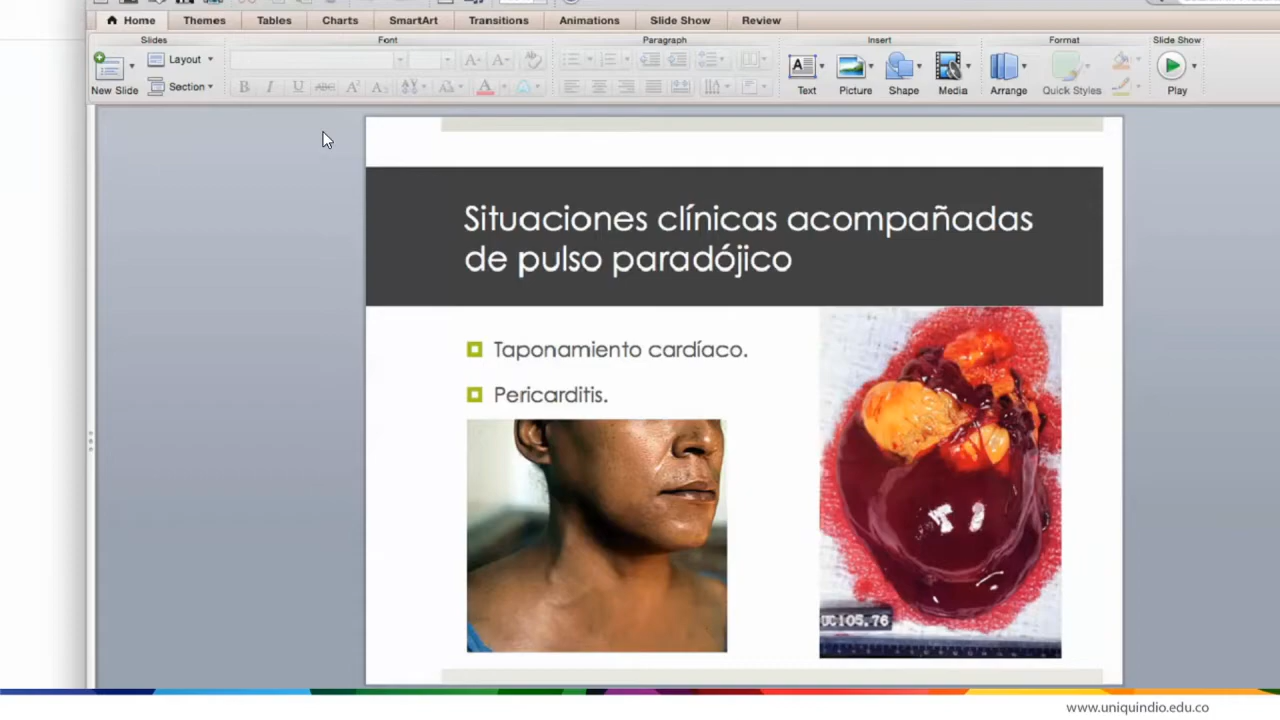 Home Themes Tables Charts SmartArt Transitions Animations Slide Show Review
Slides Font Paragraph Insert Format Slide Show
Layout
Section
New Slide
Text Picture Shape Media Arrange Quick Styles Play
Situaciones clínicas acompañadas
de pulso paradójico
Taponamiento cardíaco.
Pericarditis.
www.uniquindio.edu.co